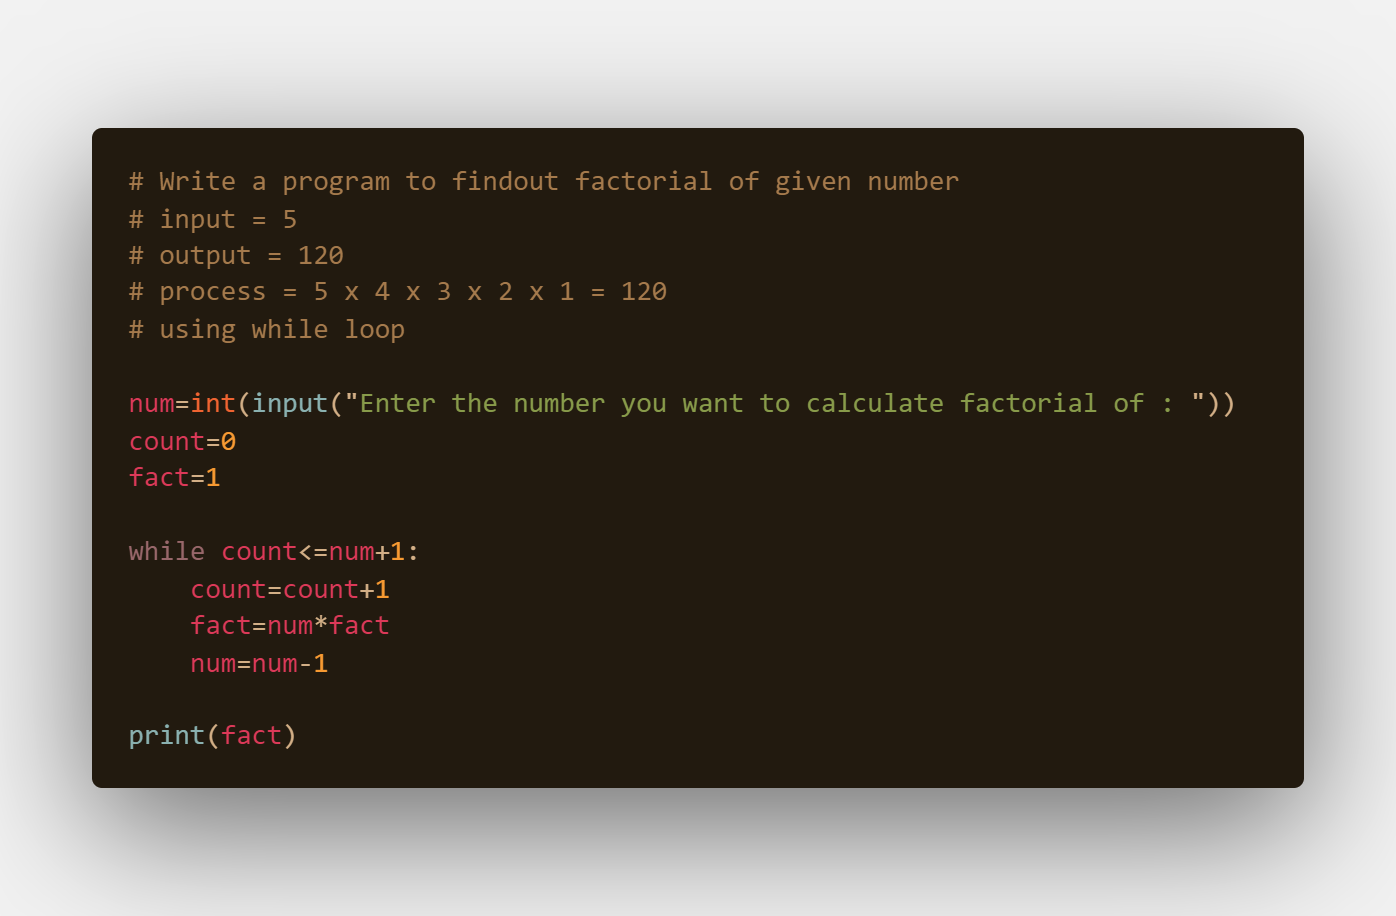 # Write a program to findout factorial of given number
# input = 5
# output = 120
# process = 5 x 4 x 3 x 2 x 1 = 120
# using while loop
num=int(input("Enter the number you want to calculate factorial of : "))
count=0
fact=1
while count<=num+1:
    count=count+1
    fact=num*fact
    num=num-1
print(fact)